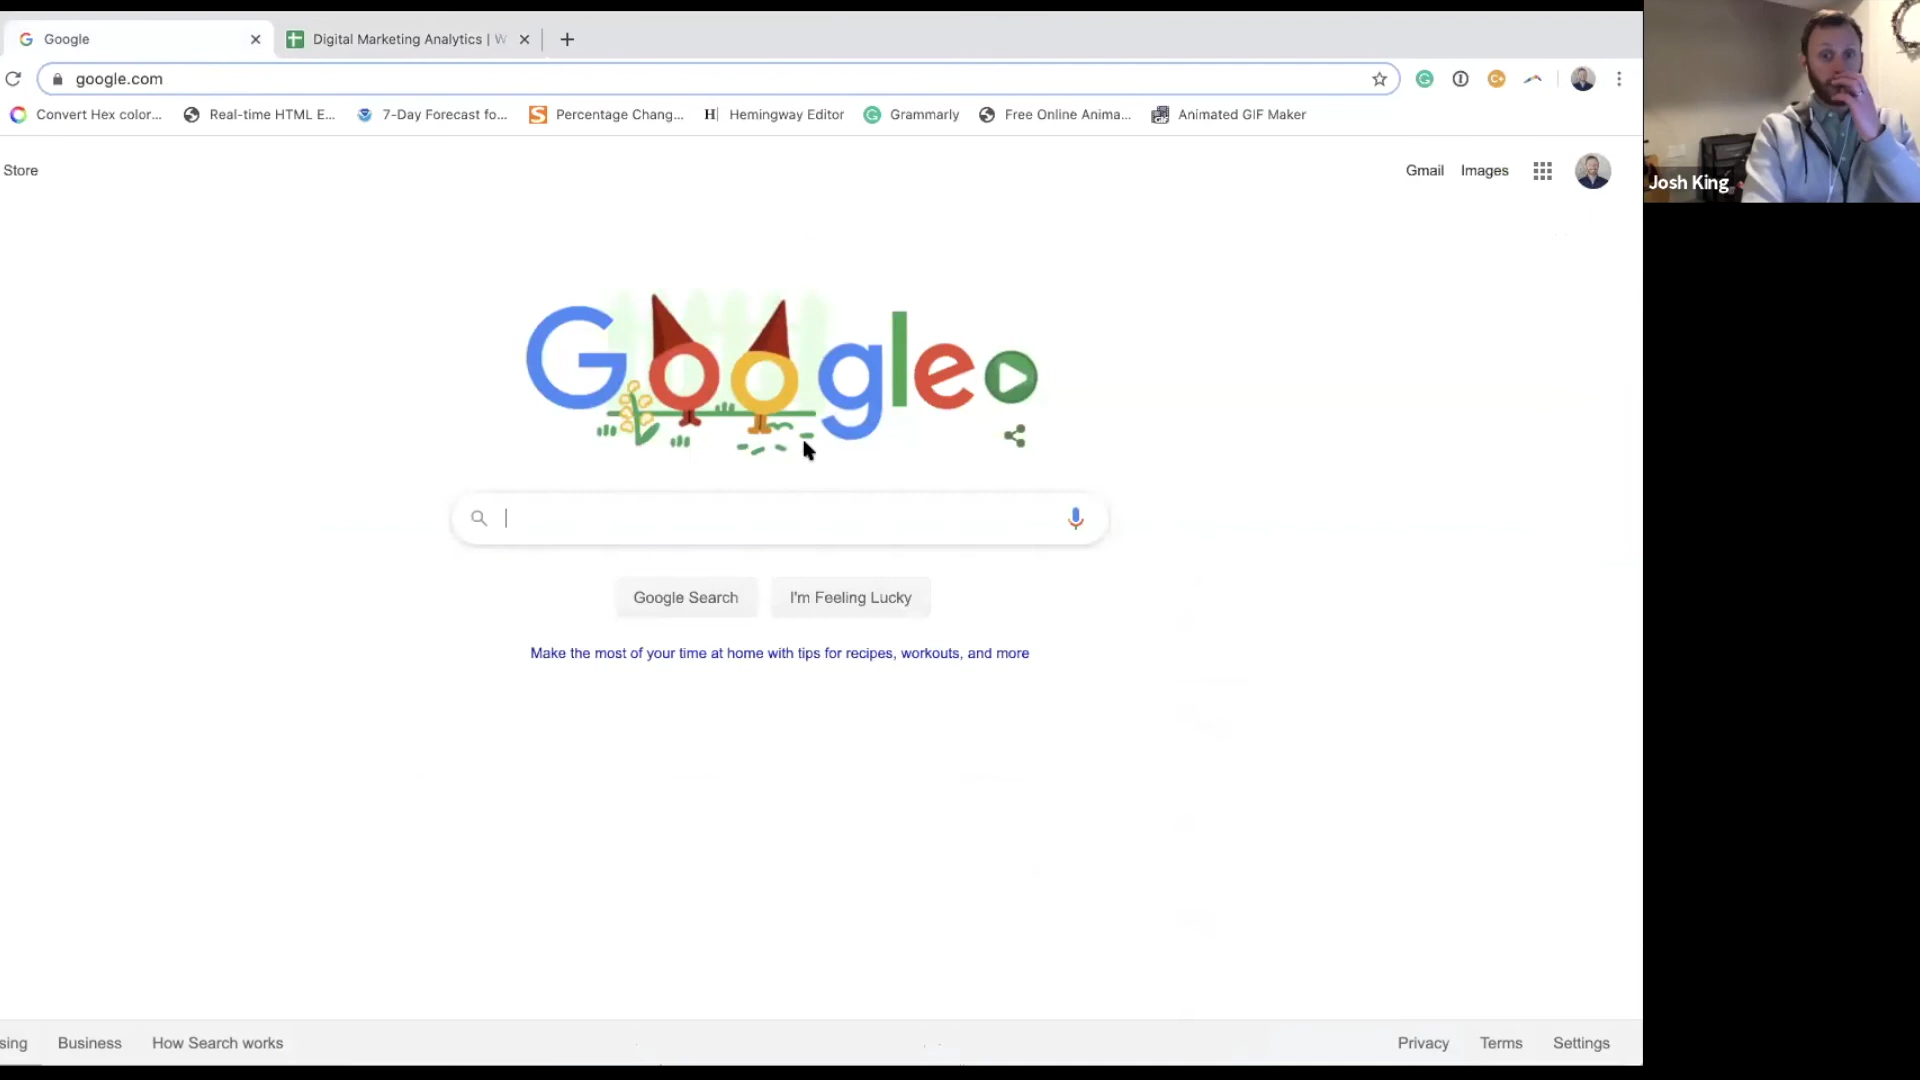 Google
Digital Marketing Analytics | W
google.com
Convert Hex color... Real-time HTML E... 7-Day Forecast fo... Percentage Chang... Hemingway Editor Grammarly Free Online Anima... Animated GIF Maker
Store Gmail Images
Josh King
Google
Google Search I'm Feeling Lucky
Make the most of your time at home with tips for recipes, workouts, and more
sing Business How Search works Privacy Terms Settings